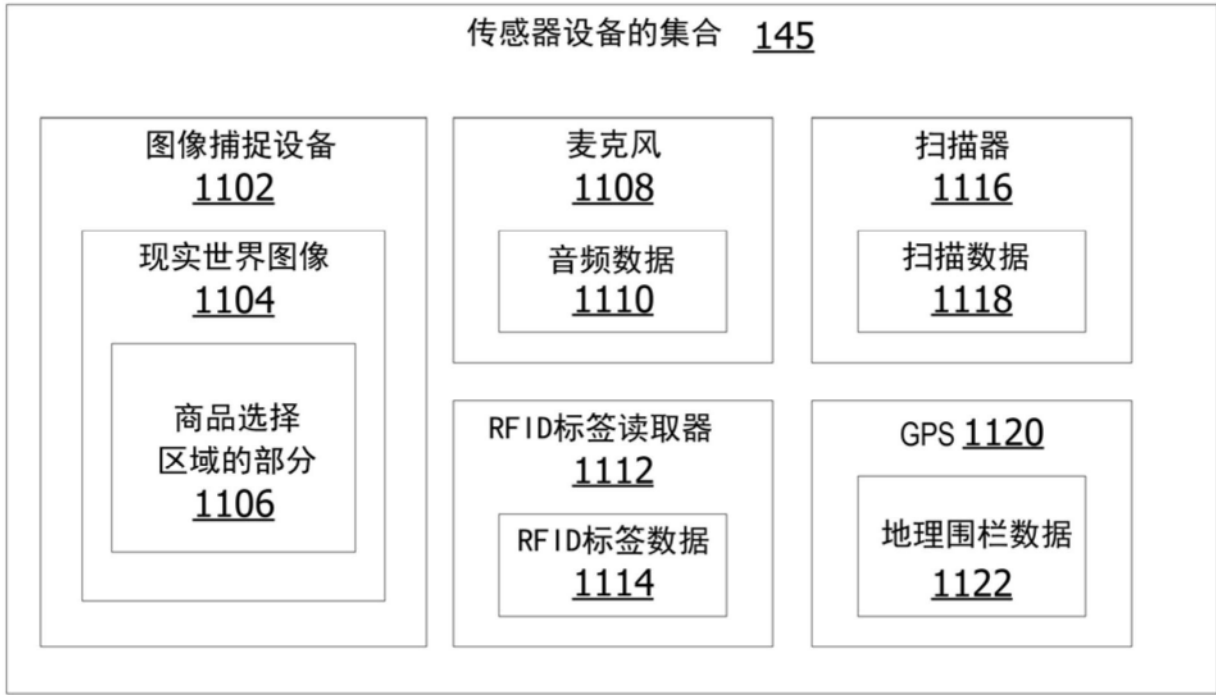 传感器设备的集合 145
图像捕捉设备
1102
现实世界图像
1104
商品选择
区域的部分
1106
麦克风
1108
音频数据
1110
扫描器
1116
扫描数据
1118
RFID标签读取器
1112
RFID标签数据
1114
GPS 1120
地理围栏数据
1122